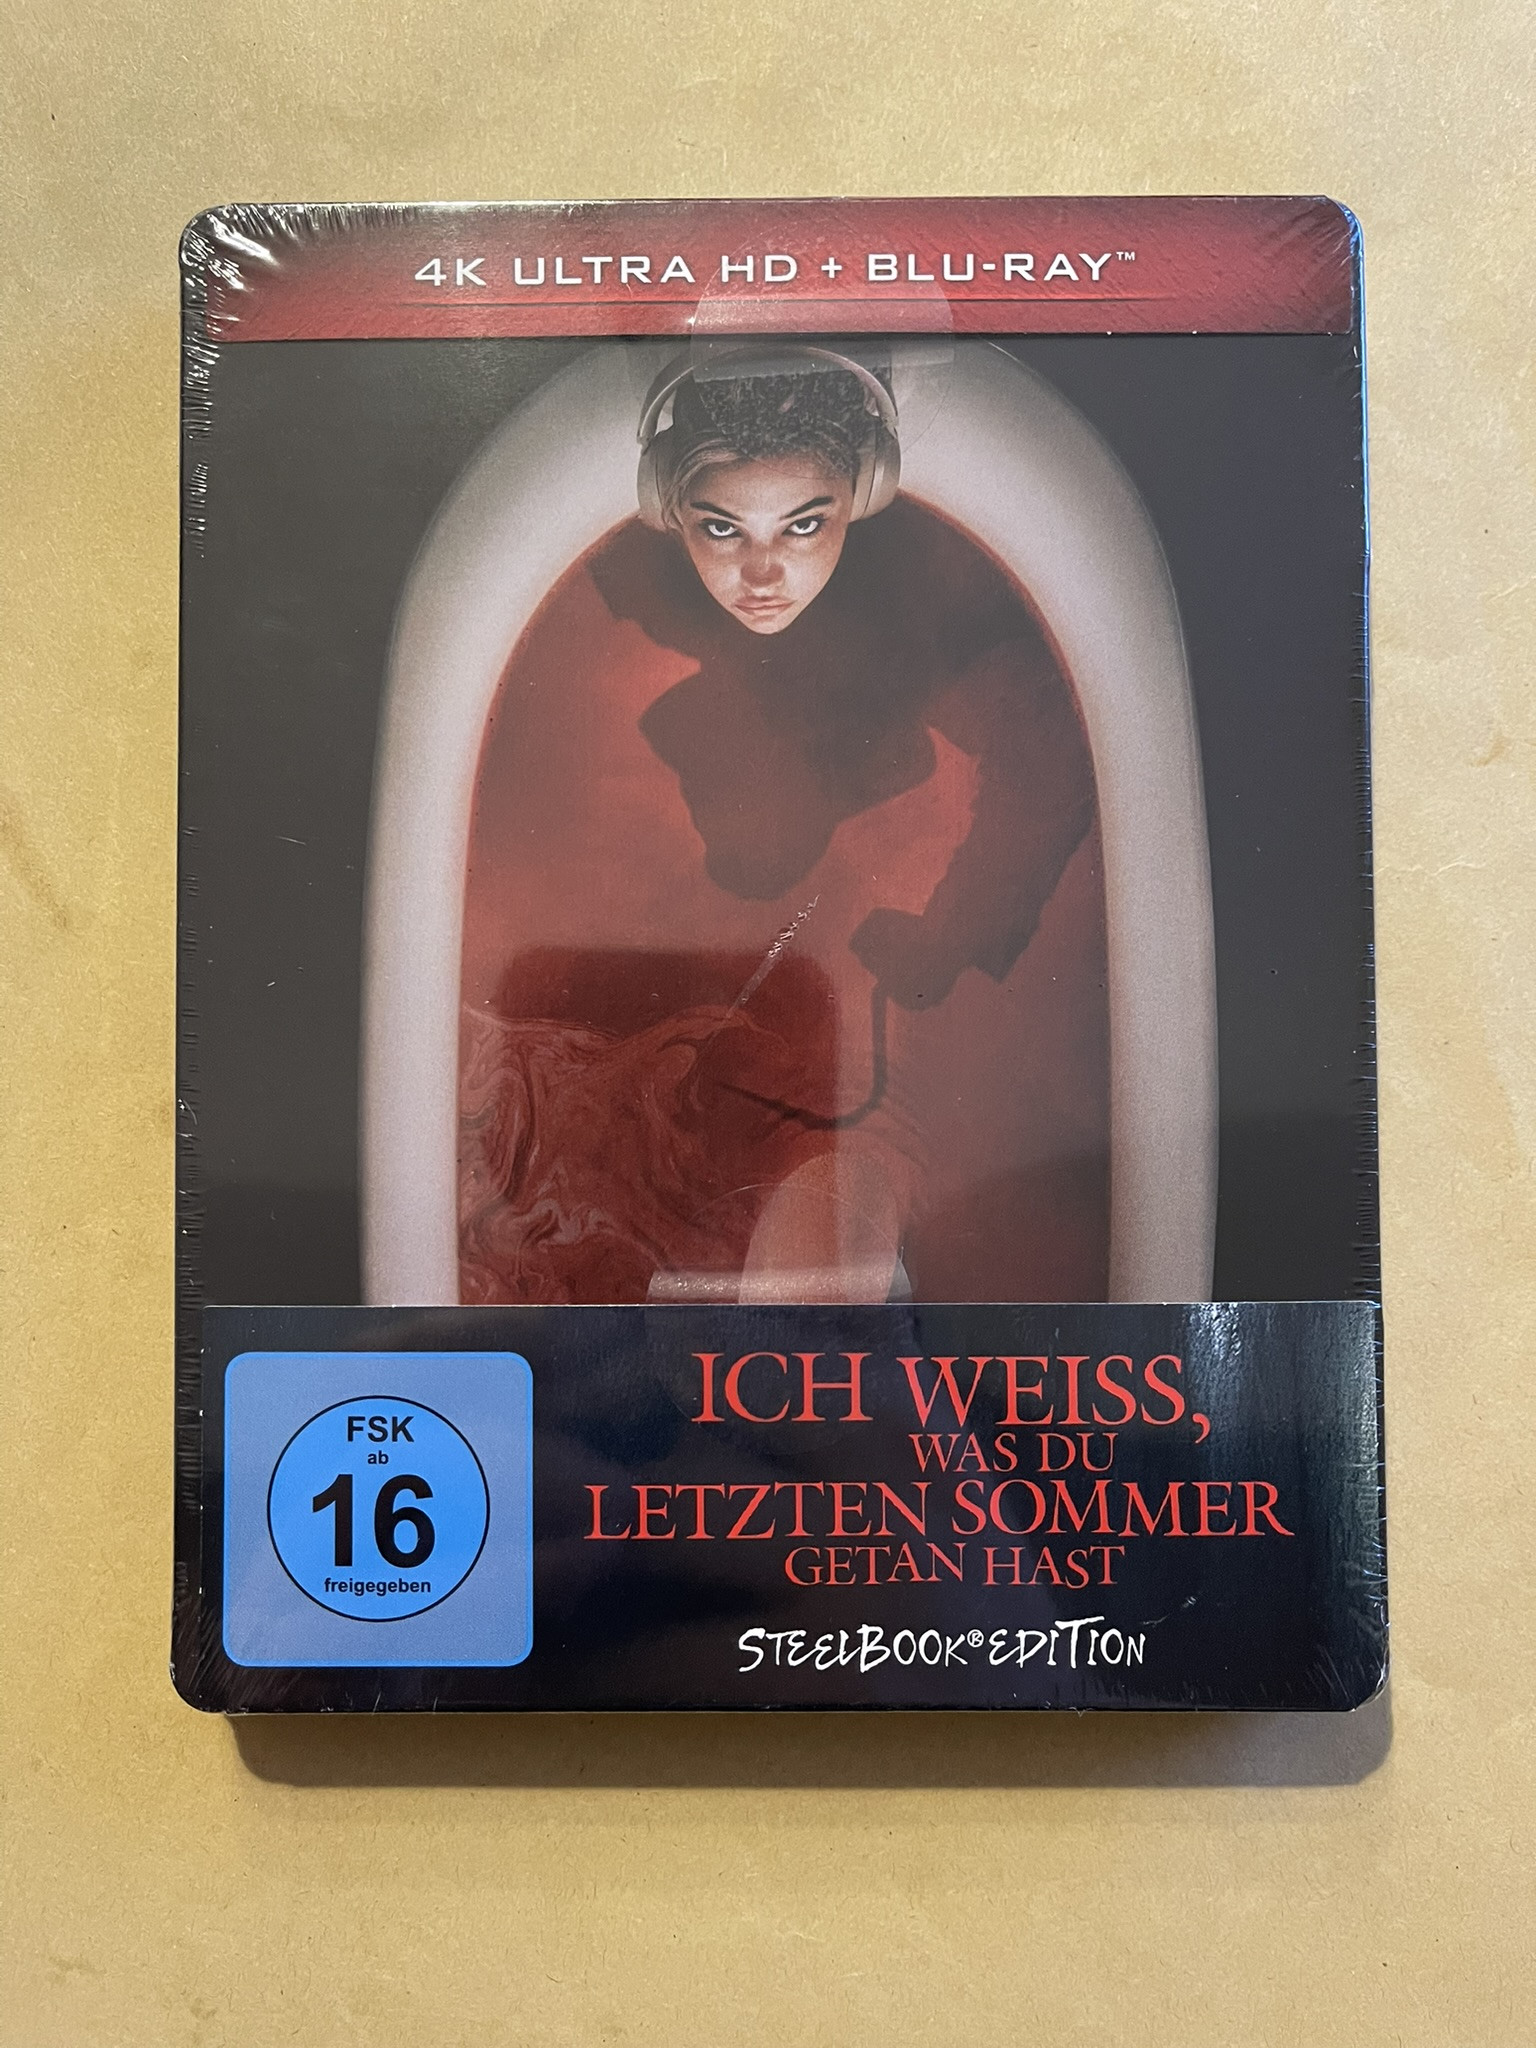 4K ULTRA HD + BLU-RAY™
FSK
ab
16
freigegeben
ICH WEISS,
WAS DU
LETZTEN SOMMER
GETAN HAST
STEELBOOK® EDITION